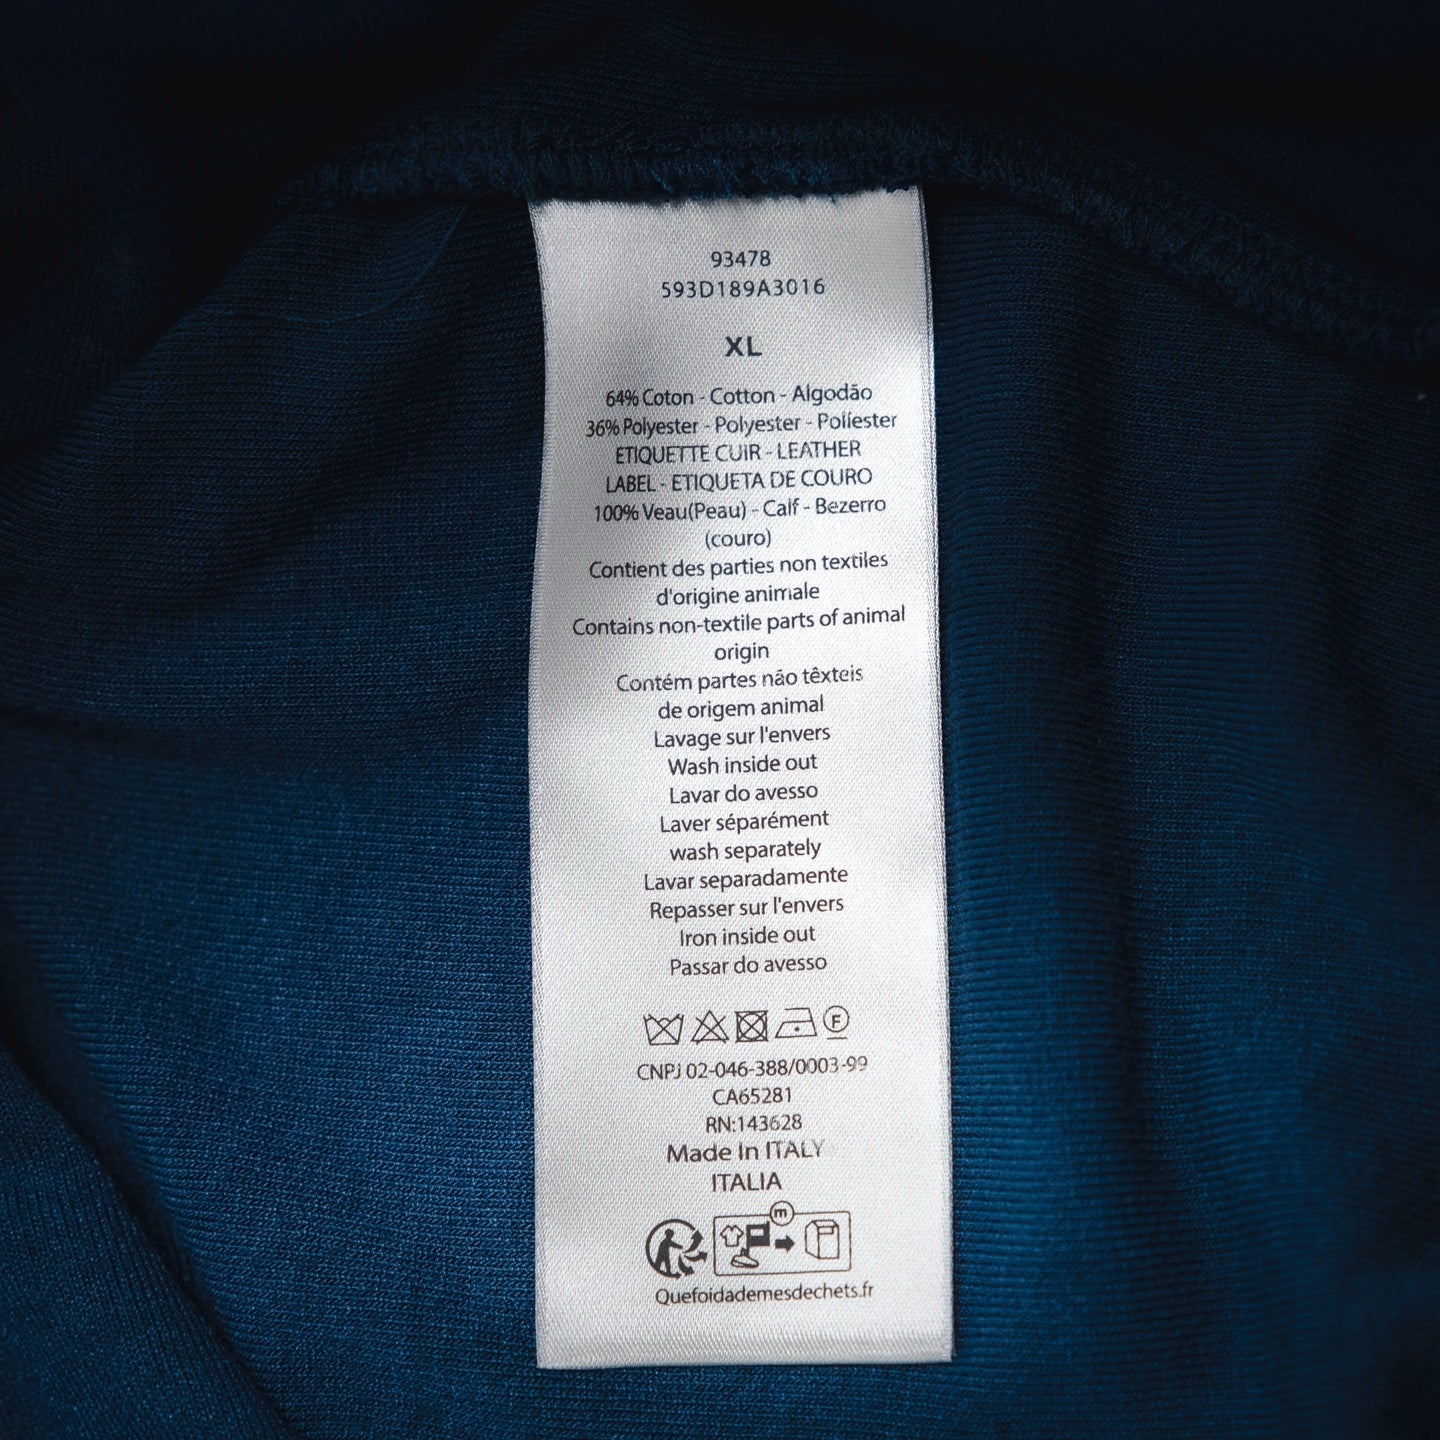 93478
593D189A3016
XL
64% Coton - Cotton - Algodão
36% Polyester - Polyester - Políester
ETIQUETTE CUIR - LEATHER
LABEL - ETIQUETA DE COURO
100% Veau(Peau) - Calf - Bezerro
(couro)
Contient des parties non textiles
d'origine animale
Contains non-textile parts of animal
origin
Contém partes não têxteis
de origem animal
Lavage sur l'envers
Wash inside out
Lavar do avesso
Laver séparément
wash separately
Lavar separadamente
Repasser sur l'envers
Iron inside out
Passar do avesso
F
CNPJ 02-046-388/0003-99
CA65281
RN:143628
Made In ITALY
ITALIA
m
Quefoidademesdechets.fr